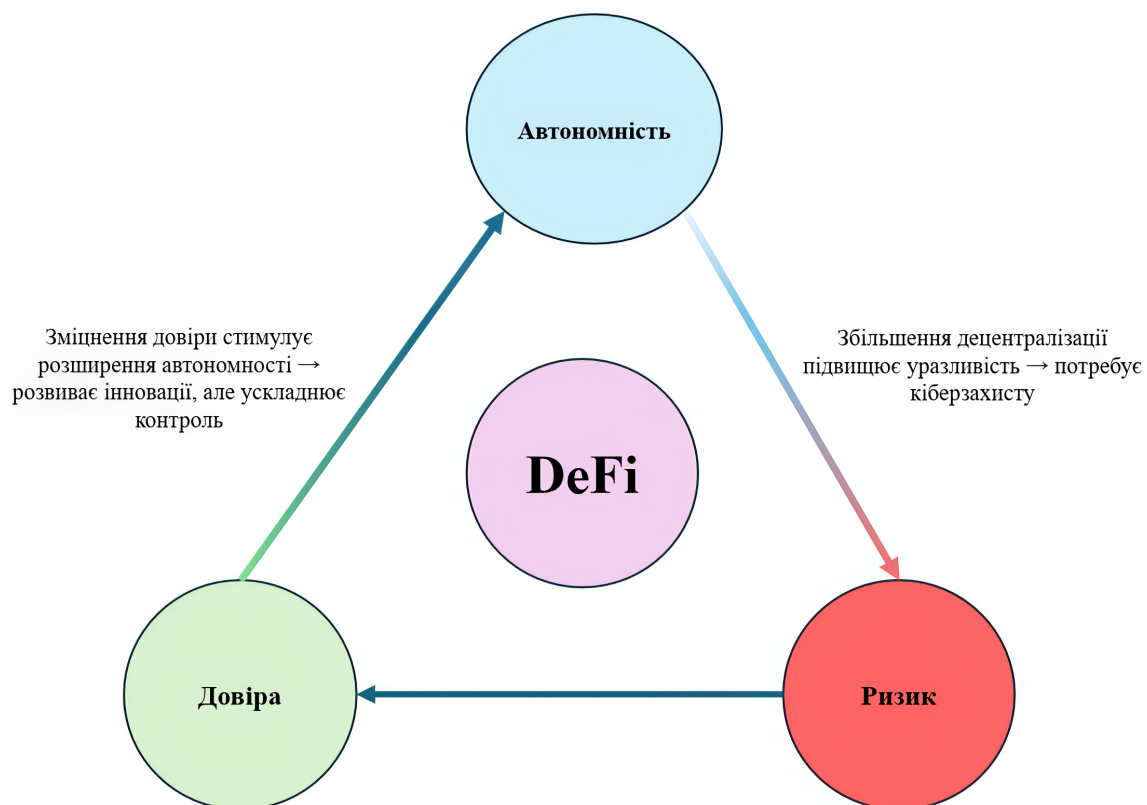 Автономність
Зміцнення довіри стимулує
розширення автономності →
розвиває інновації, але ускладнює
контроль
Збільшення децентралізації
підвищує уразливість → потребує
кіберзахисту
DeFi
Довіра
Ризик